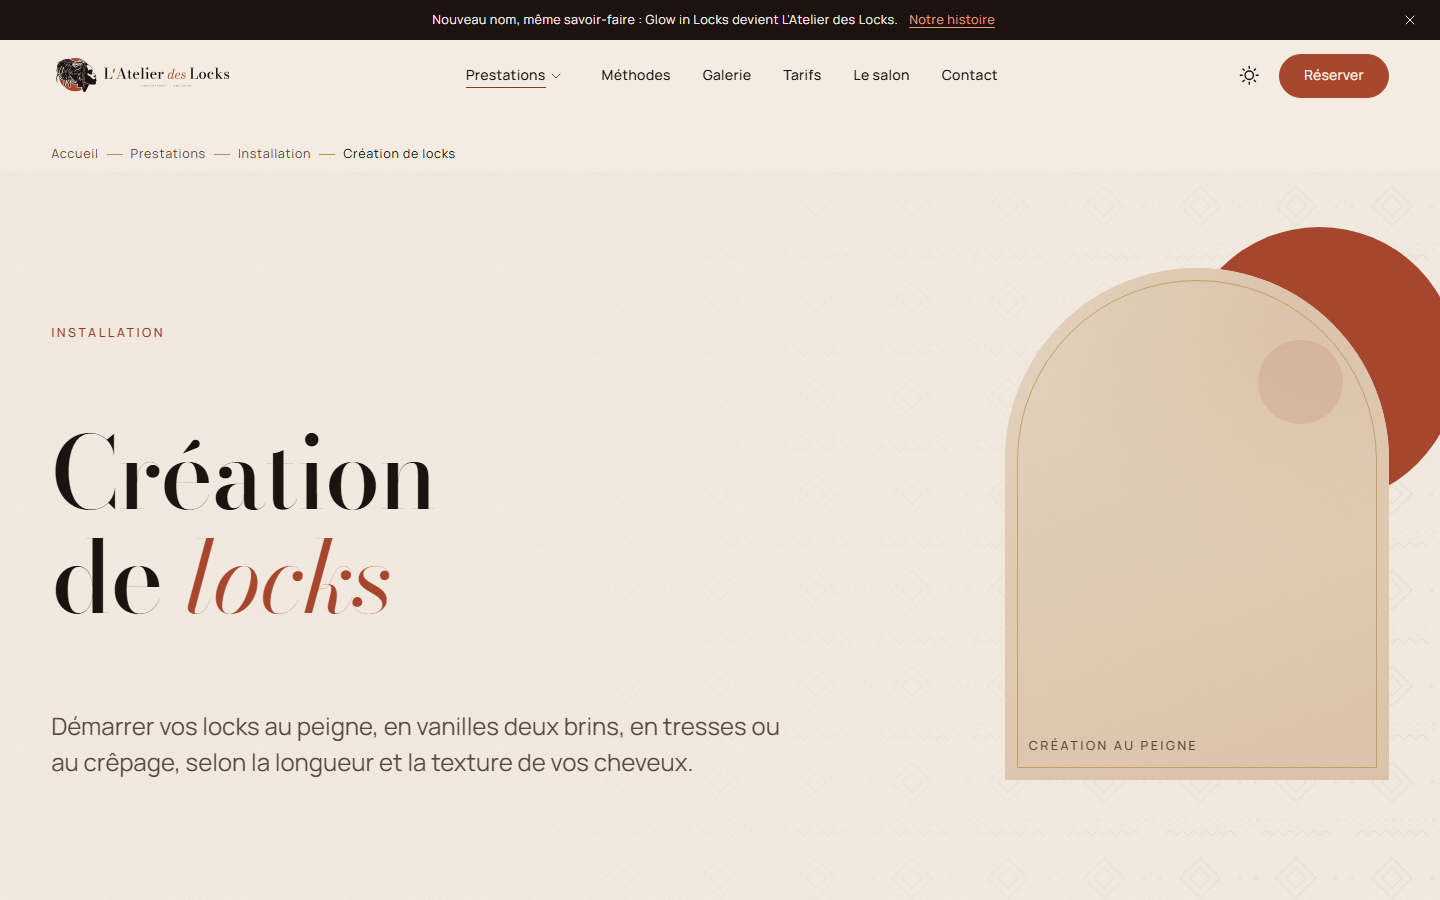 Nouveau nom, même savoir-faire : Glow in Locks devient L'Atelier des Locks. Notre histoire
L'Atelier des Locks
Prestations
Méthodes
Galerie
Tarifs
Le salon
Contact
Réserver
Accueil — Prestations — Installation — Création de locks
INSTALLATION
Création
de locks
Démarrer vos locks au peigne, en vanilles deux brins, en tresses ou
au crêpage, selon la longueur et la texture de vos cheveux.
CRÉATION AU PEIGNE